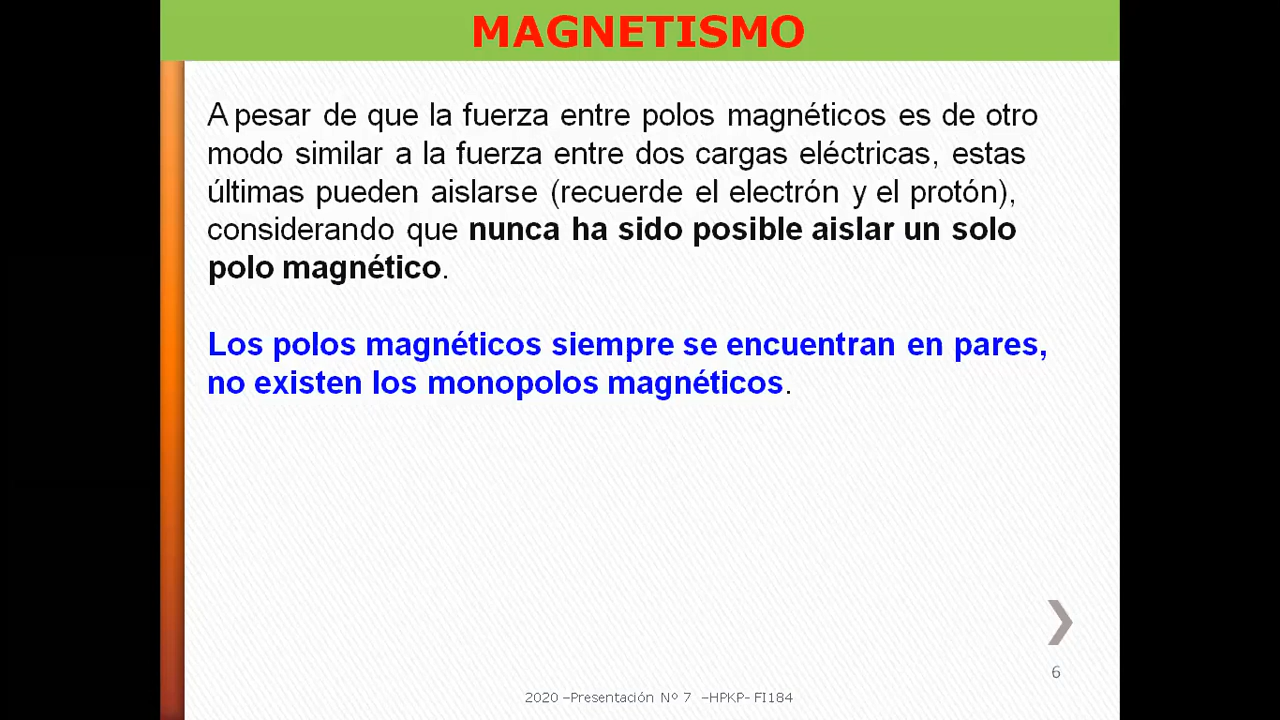 MAGNETISMO
A pesar de que la fuerza entre polos magnéticos es de otro
modo similar a la fuerza entre dos cargas eléctricas, estas
últimas pueden aislarse (recuerde el electrón y el protón),
considerando que nunca ha sido posible aislar un solo
polo magnético.
Los polos magnéticos siempre se encuentran en pares,
no existen los monopolos magnéticos.
6
2020 –Presentación Nº 7 –HPKP- FI184